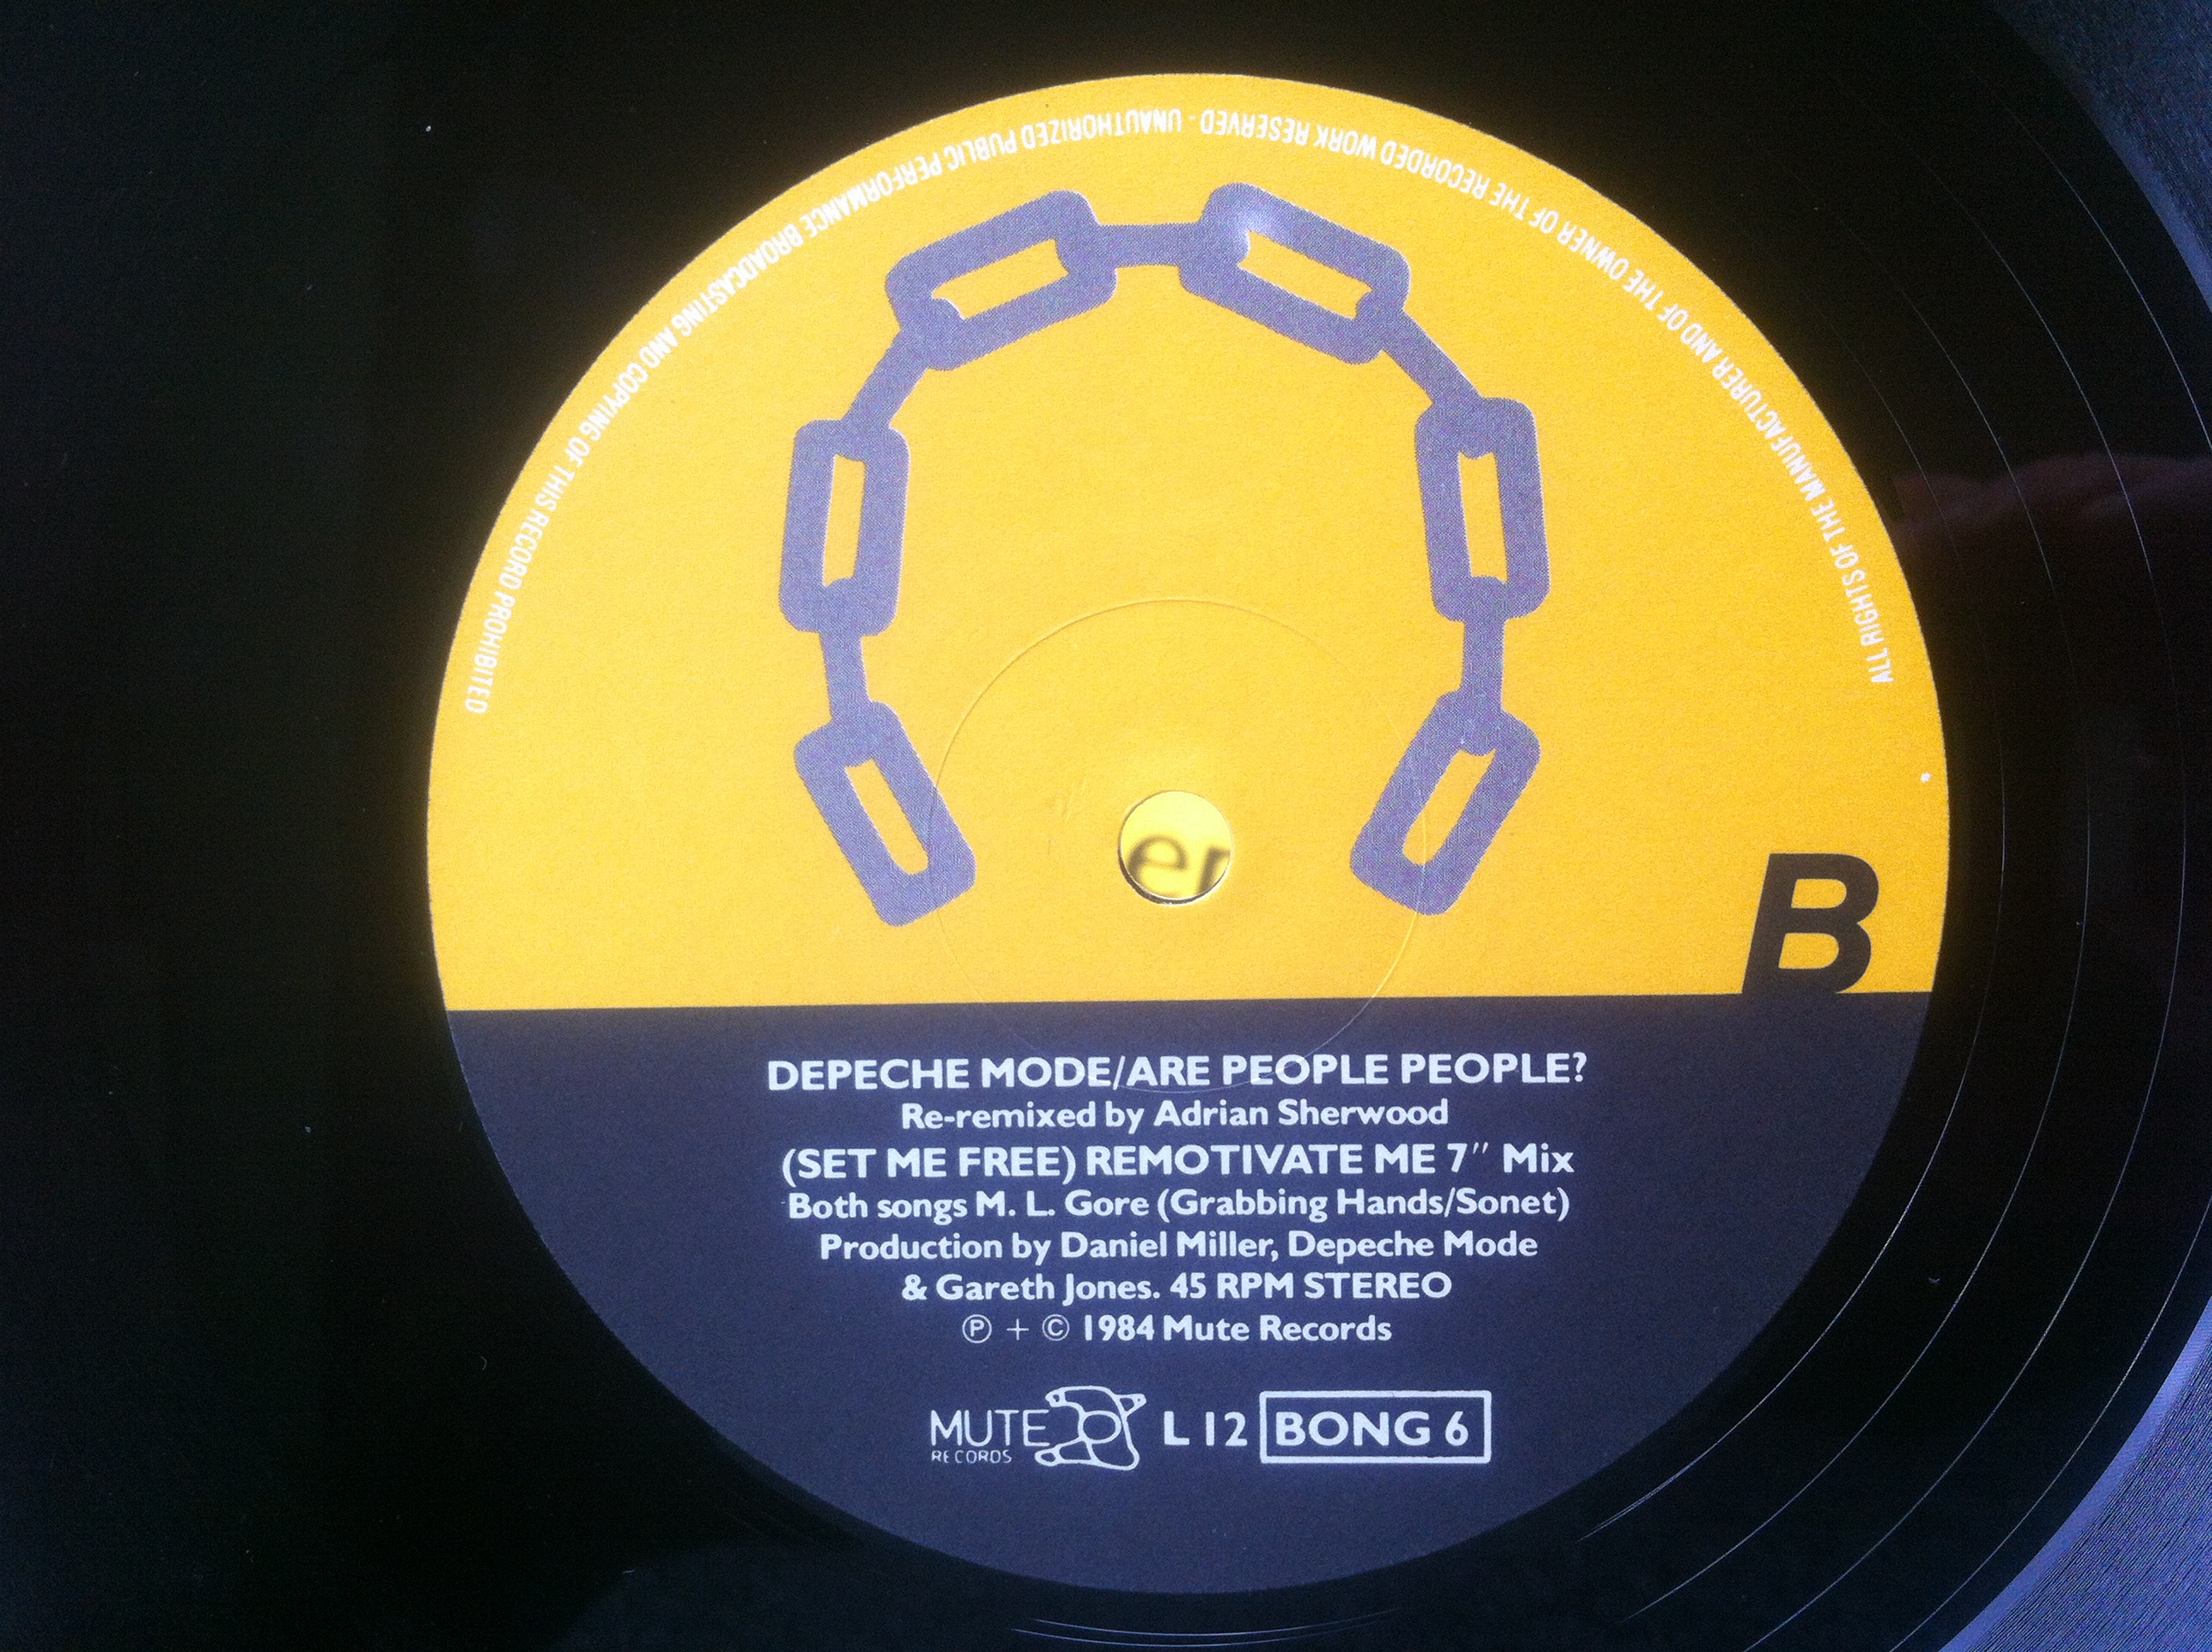 ALL RIGHTS OF THE MANUFACTURER AND OF THE OWNER OF THE RECORDED WORK RESERVED - UNAUTHORIZED PUBLIC PERFORMANCE BROADCASTING AND COPYING OF THIS RECORD PROHIBITED
er
B
DEPECHE MODE/ARE PEOPLE PEOPLE?
Re-remixed by Adrian Sherwood
(SET ME FREE) REMOTIVATE ME 7" Mix
Both songs M. L. Gore (Grabbing Hands/Sonet)
Production by Daniel Miller, Depeche Mode
& Gareth Jones. 45 RPM STEREO
℗ + © 1984 Mute Records
MUTE RECORDS L12 BONG 6